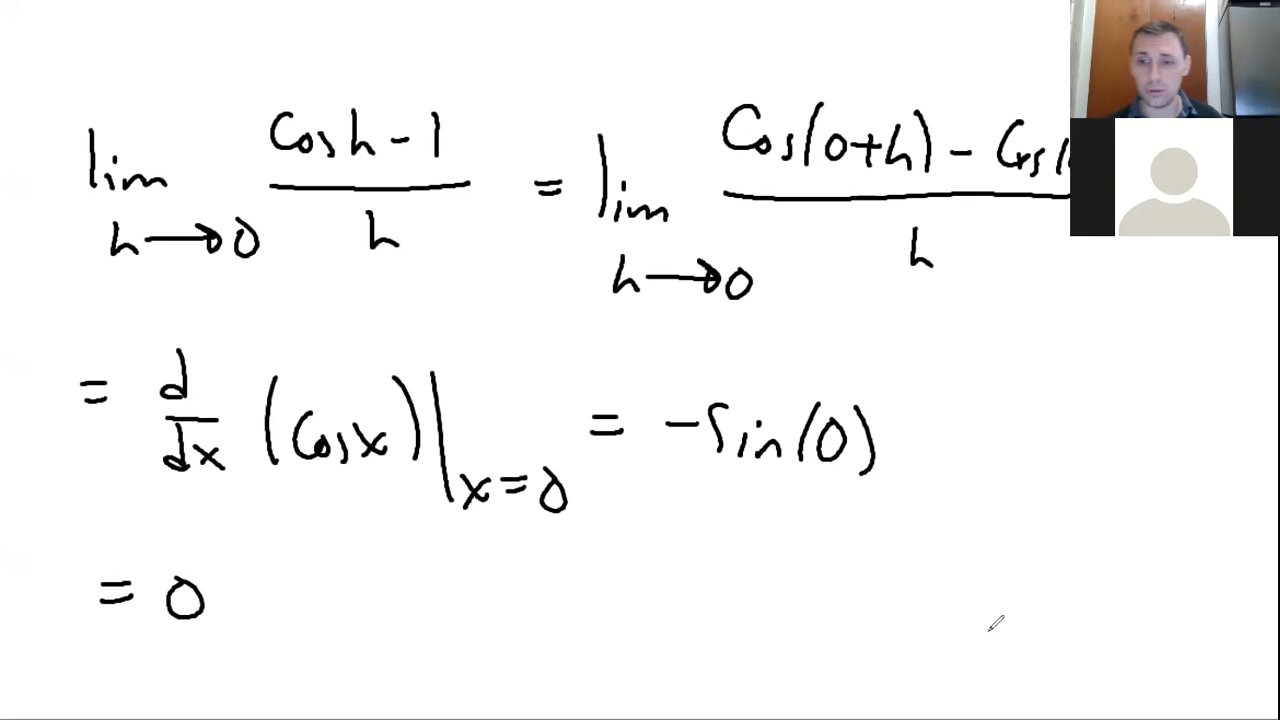 lim h→0 (Cos h - 1)/h = lim h→0 (Cos(0+h) - Cos(
= d/dx (Cos x)|x=0 = -Sin(0)
= 0